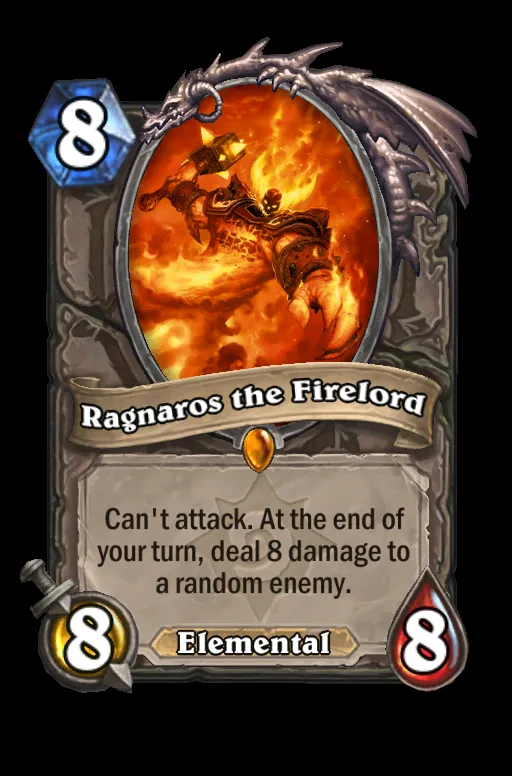 8
Ragnaros the Firelord
Can't attack. At the end of
your turn, deal 8 damage to
a random enemy.
8
Elemental
8